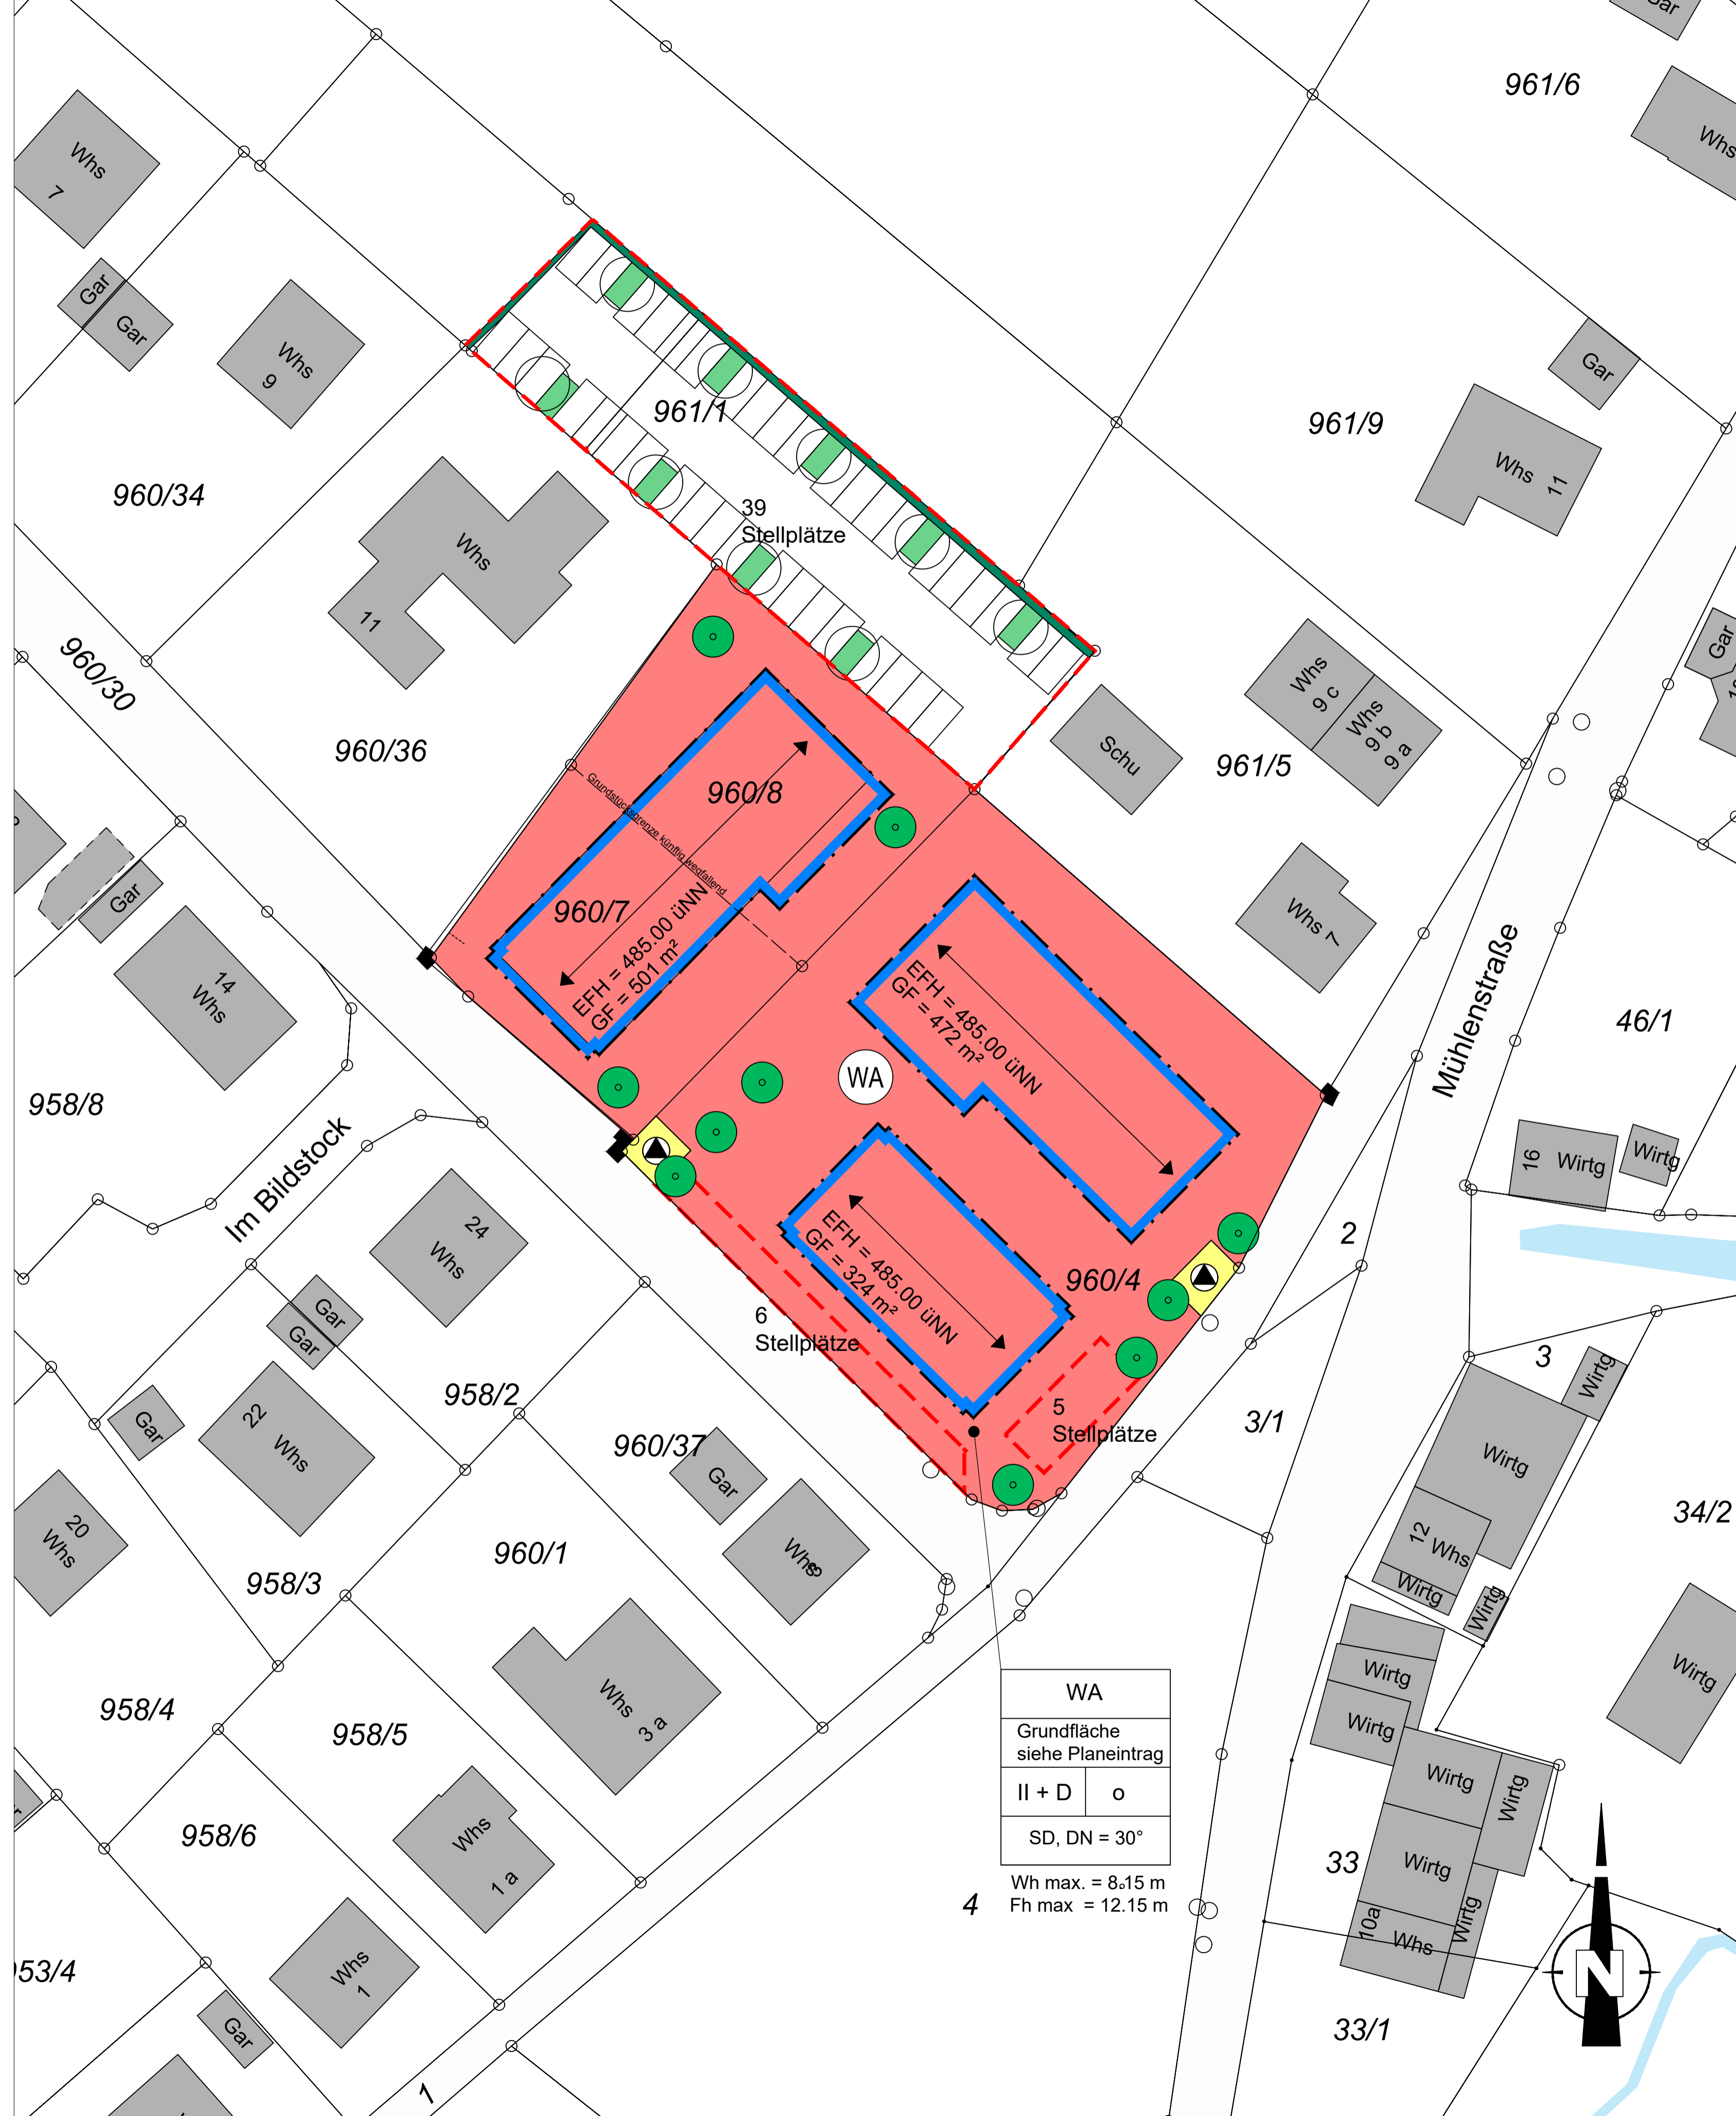 Gar
961/6
Whs
Whs
7
Gar
Gar
Whs
9
961/1
961/9
Gar
Whs
11
960/34
39
Stellplätze
Whs
11
960/30
Gar
Whs
9 c
Whs
9 b
9 a
960/36
Schu
961/5
960/8
Grundstücksgrenze künftig wegfallend
960/7
EFH = 485.00 üNN
GF = 501 m²
Gar
Whs 7
14
Whs
EFH = 485.00 üNN
GF = 472 m²
Mühlenstraße
46/1
WA
958/8
Im Bildstock
16
Wirtg
Wirtg
24
Whs
EFH = 485.00 üNN
GF = 324 m²
960/4
2
6
Stellplätze
Gar
Gar
3
Wirtg
958/2
5
Stellplätze
3/1
22
Whs
Gar
960/37
Gar
Wirtg
34/2
20
Whs
960/1
Whs
12
Whs
Wirtg
Wirtg
958/3
Wirtg
Wirtg
Wirtg
958/4
958/5
Whs
3 a
WA
Grundfläche
siehe Planeintrag
II + D
o
SD, DN = 30°
Wh max. = 8.15 m
Fh max = 12.15 m
Wirtg
Wirtg
958/6
Whs
1 a
33
Wirtg
4
10a
Whs
Wirtg
53/4
Whs
1
N
Gar
33/1
1